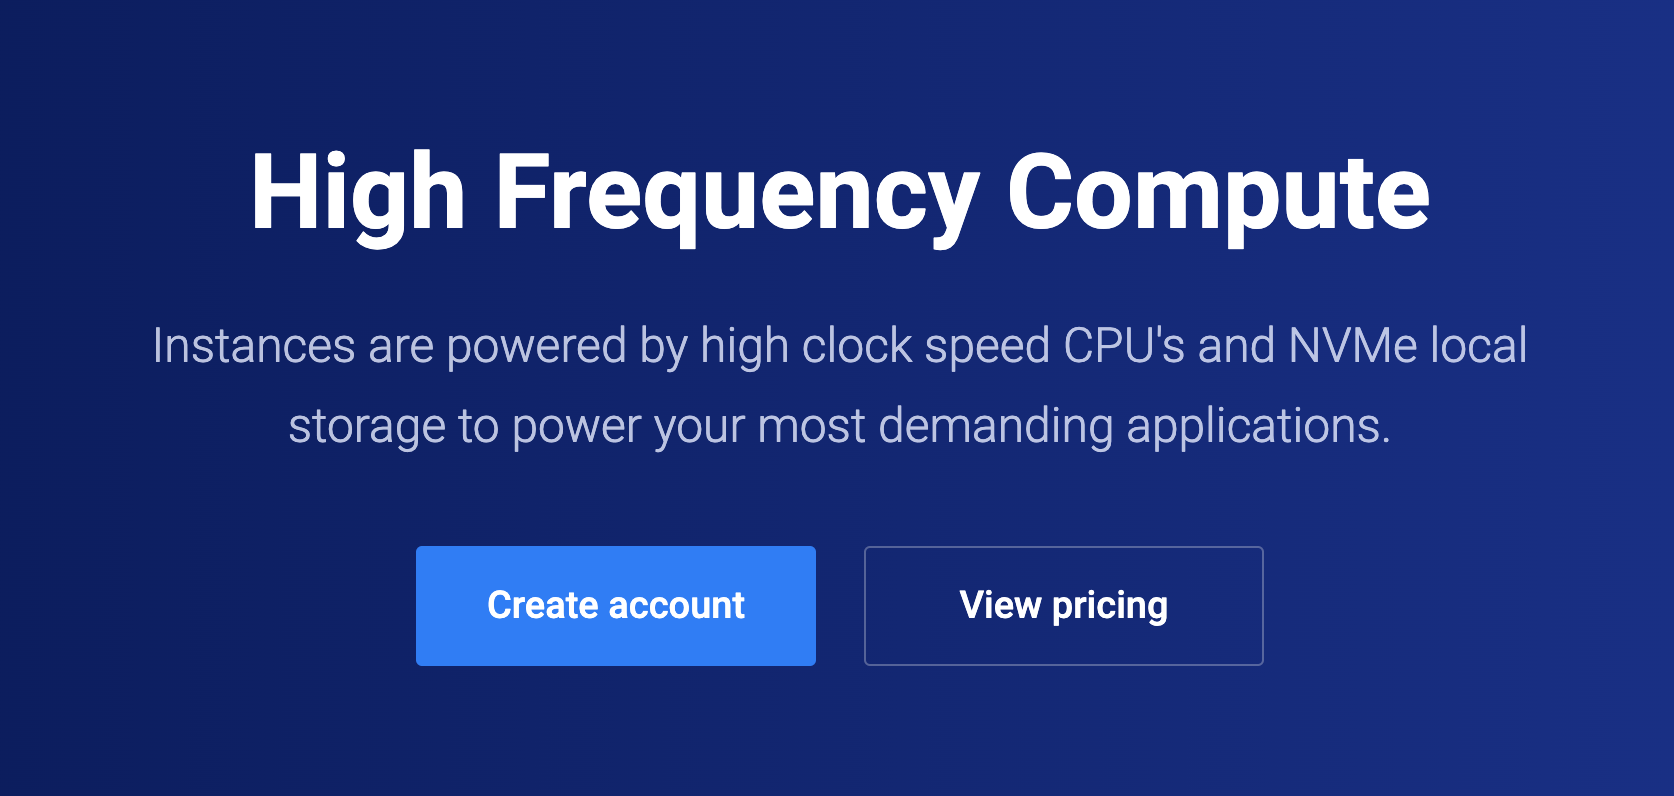 High Frequency Compute
Instances are powered by high clock speed CPU's and NVMe local
storage to power your most demanding applications.
Create account
View pricing